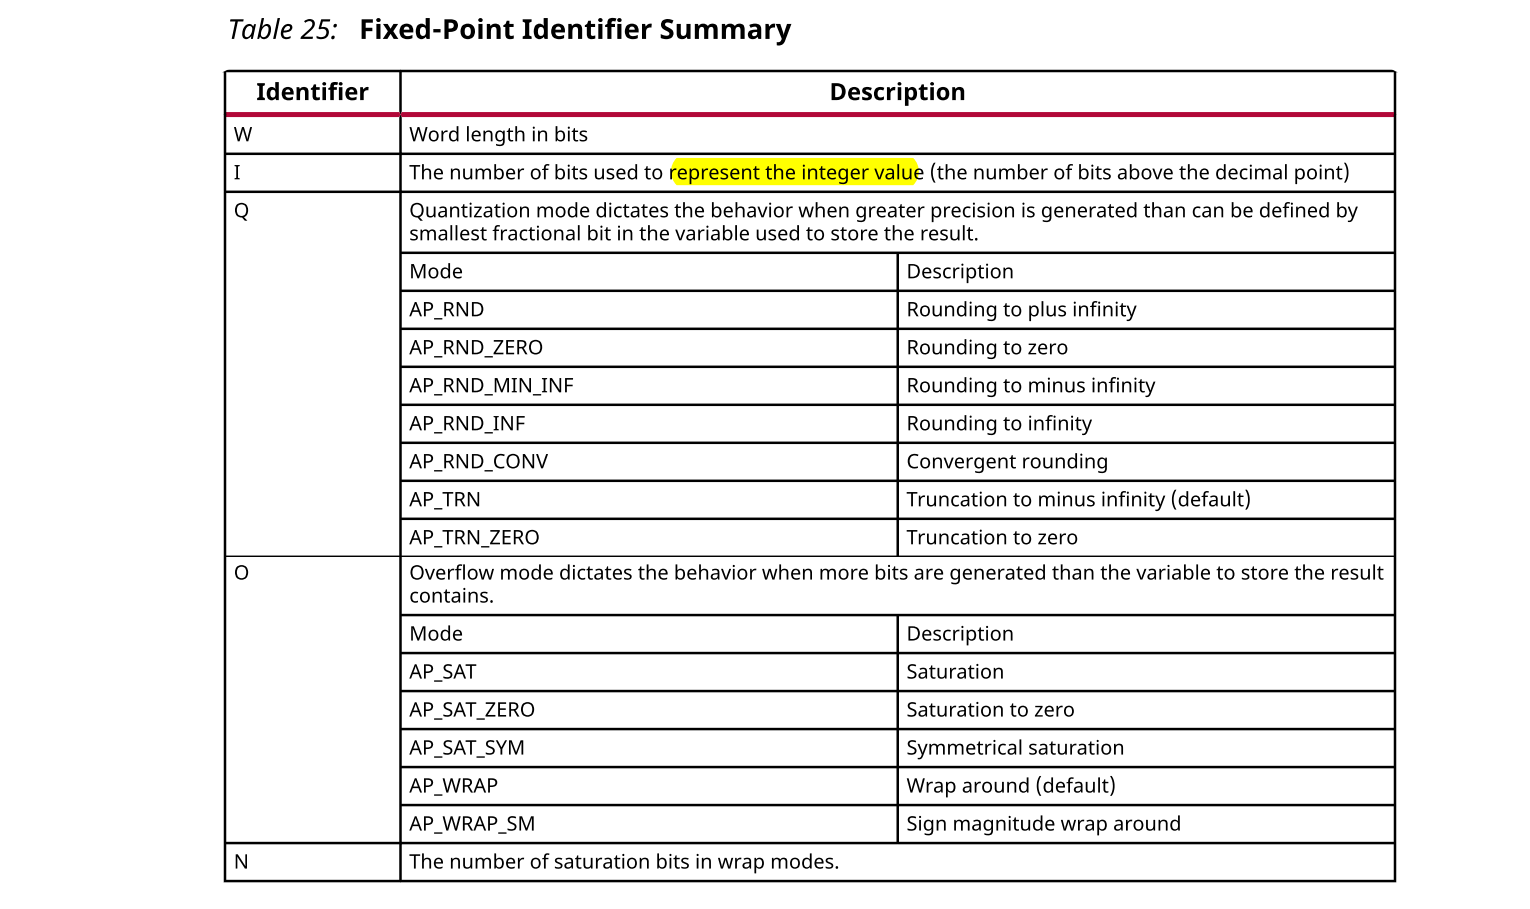 Table 25: Fixed-Point Identifier Summary
Identifier Description
W Word length in bits
I The number of bits used to represent the integer value (the number of bits above the decimal point)
Q Quantization mode dictates the behavior when greater precision is generated than can be defined by
smallest fractional bit in the variable used to store the result.
Mode Description
AP_RND Rounding to plus infinity
AP_RND_ZERO Rounding to zero
AP_RND_MIN_INF Rounding to minus infinity
AP_RND_INF Rounding to infinity
AP_RND_CONV Convergent rounding
AP_TRN Truncation to minus infinity (default)
AP_TRN_ZERO Truncation to zero
O Overflow mode dictates the behavior when more bits are generated than the variable to store the result
contains.
Mode Description
AP_SAT Saturation
AP_SAT_ZERO Saturation to zero
AP_SAT_SYM Symmetrical saturation
AP_WRAP Wrap around (default)
AP_WRAP_SM Sign magnitude wrap around
N The number of saturation bits in wrap modes.